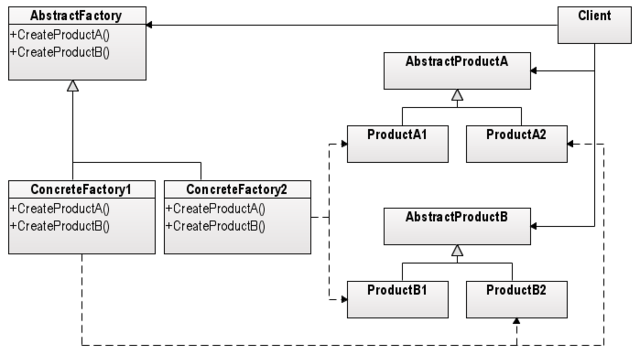 AbstractFactory
+CreateProductA()
+CreateProductB()
Client
AbstractProductA
ProductA1
ProductA2
ConcreteFactory1
+CreateProductA()
+CreateProductB()
ConcreteFactory2
+CreateProductA()
+CreateProductB()
AbstractProductB
ProductB1
ProductB2